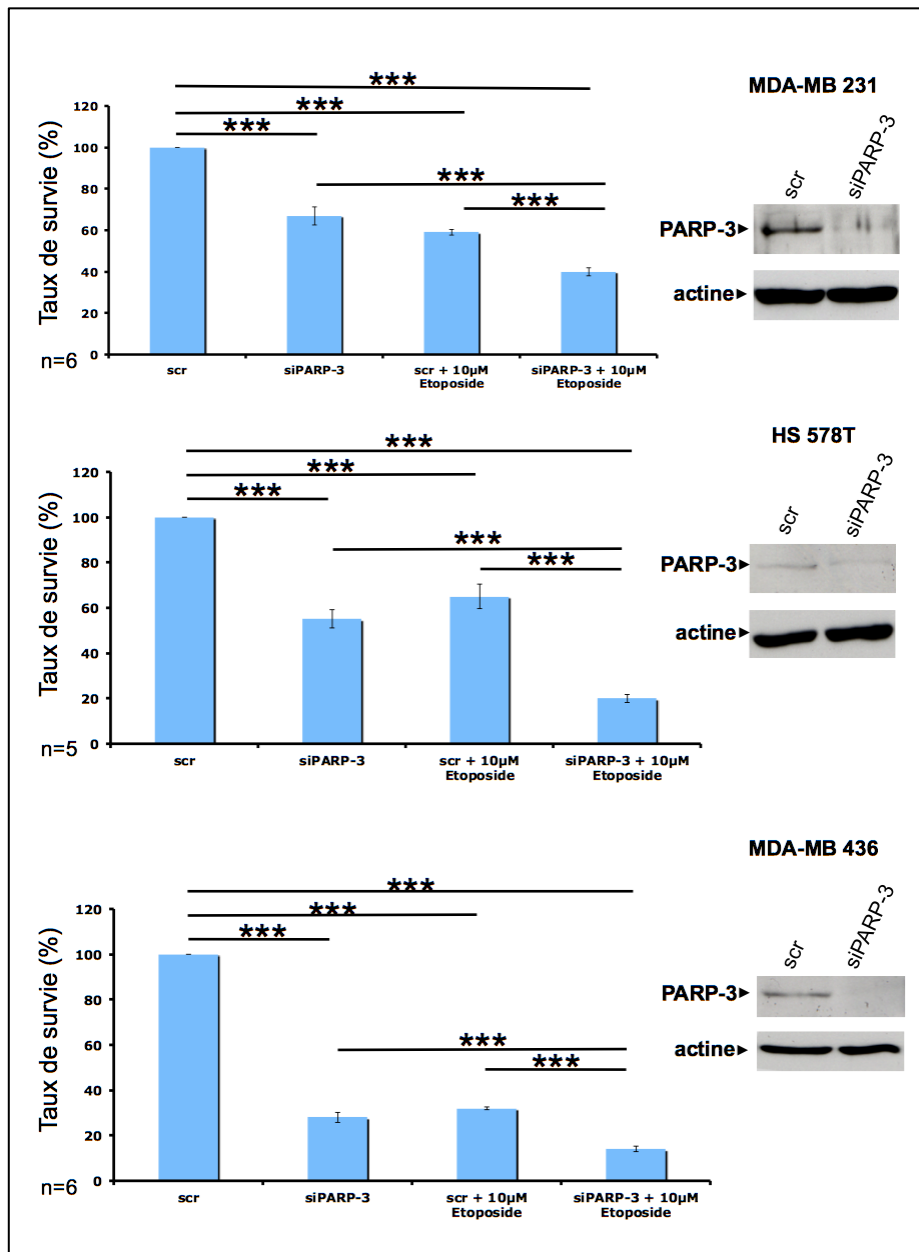 MDA-MB 231
***
***
***
***
***
Taux de survie (%)
120
100
80
60
40
20
0
n=6
scr
siPARP-3
scr + 10µM
Etoposide
siPARP-3 + 10µM
Etoposide
scr
siPARP-3
PARP-3
actine
HS 578T
***
***
***
***
***
Taux de survie (%)
120
100
80
60
40
20
0
n=5
scr
siPARP-3
scr + 10µM
Etoposide
siPARP-3 + 10µM
Etoposide
scr
siPARP-3
PARP-3
actine
MDA-MB 436
***
***
***
***
***
Taux de survie (%)
120
100
80
60
40
20
0
n=6
scr
siPARP-3
scr + 10µM
Etoposide
siPARP-3 + 10µM
Etoposide
scr
siPARP-3
PARP-3
actine